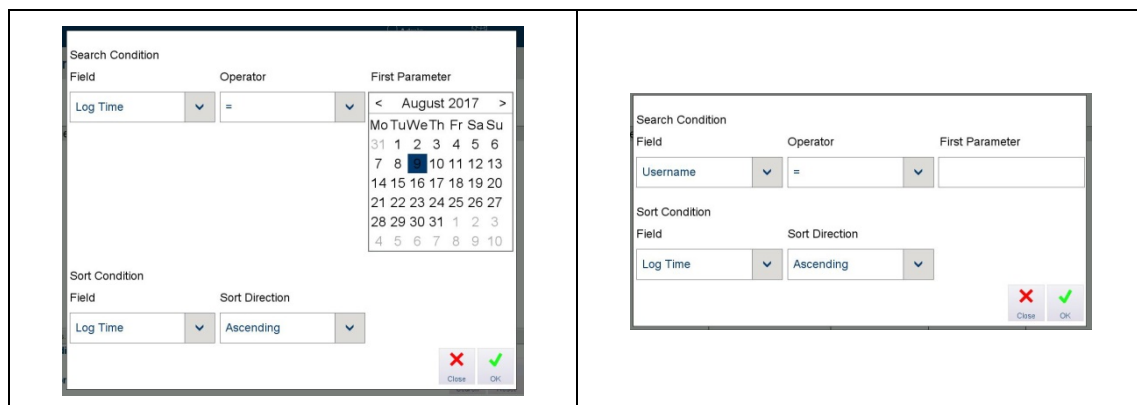 Search Condition
Field Operator First Parameter
Log Time =
< August 2017 >
Mo Tu We Th Fr Sa Su
31 1 2 3 4 5 6
7 8 9 10 11 12 13
14 15 16 17 18 19 20
21 22 23 24 25 26 27
28 29 30 31 1 2 3
4 5 6 7 8 9 10
Sort Condition
Field Sort Direction
Log Time Ascending
Close OK
Search Condition
Field Operator First Parameter
Username =
Sort Condition
Field Sort Direction
Log Time Ascending
Close OK